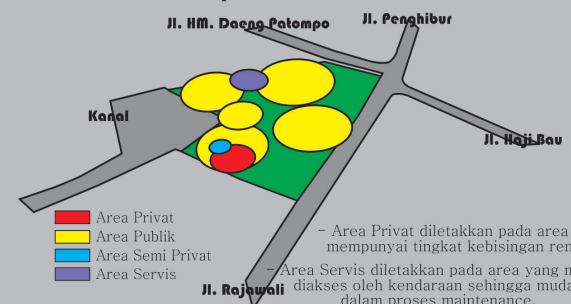 Jl. HM. Daeng Patompo
Jl. Penghibur
Kanal
Jl. Haji Bau
Area Privat
Area Publik
Area Semi Privat
Area Servis
Jl. Rajawali
- Area Privat diletakkan pada area
mempunyai tingkat kebisingan
- Area Servis diletakkan pada area yang
diakses oleh kendaraan sehingga
dalam proses maintenance.